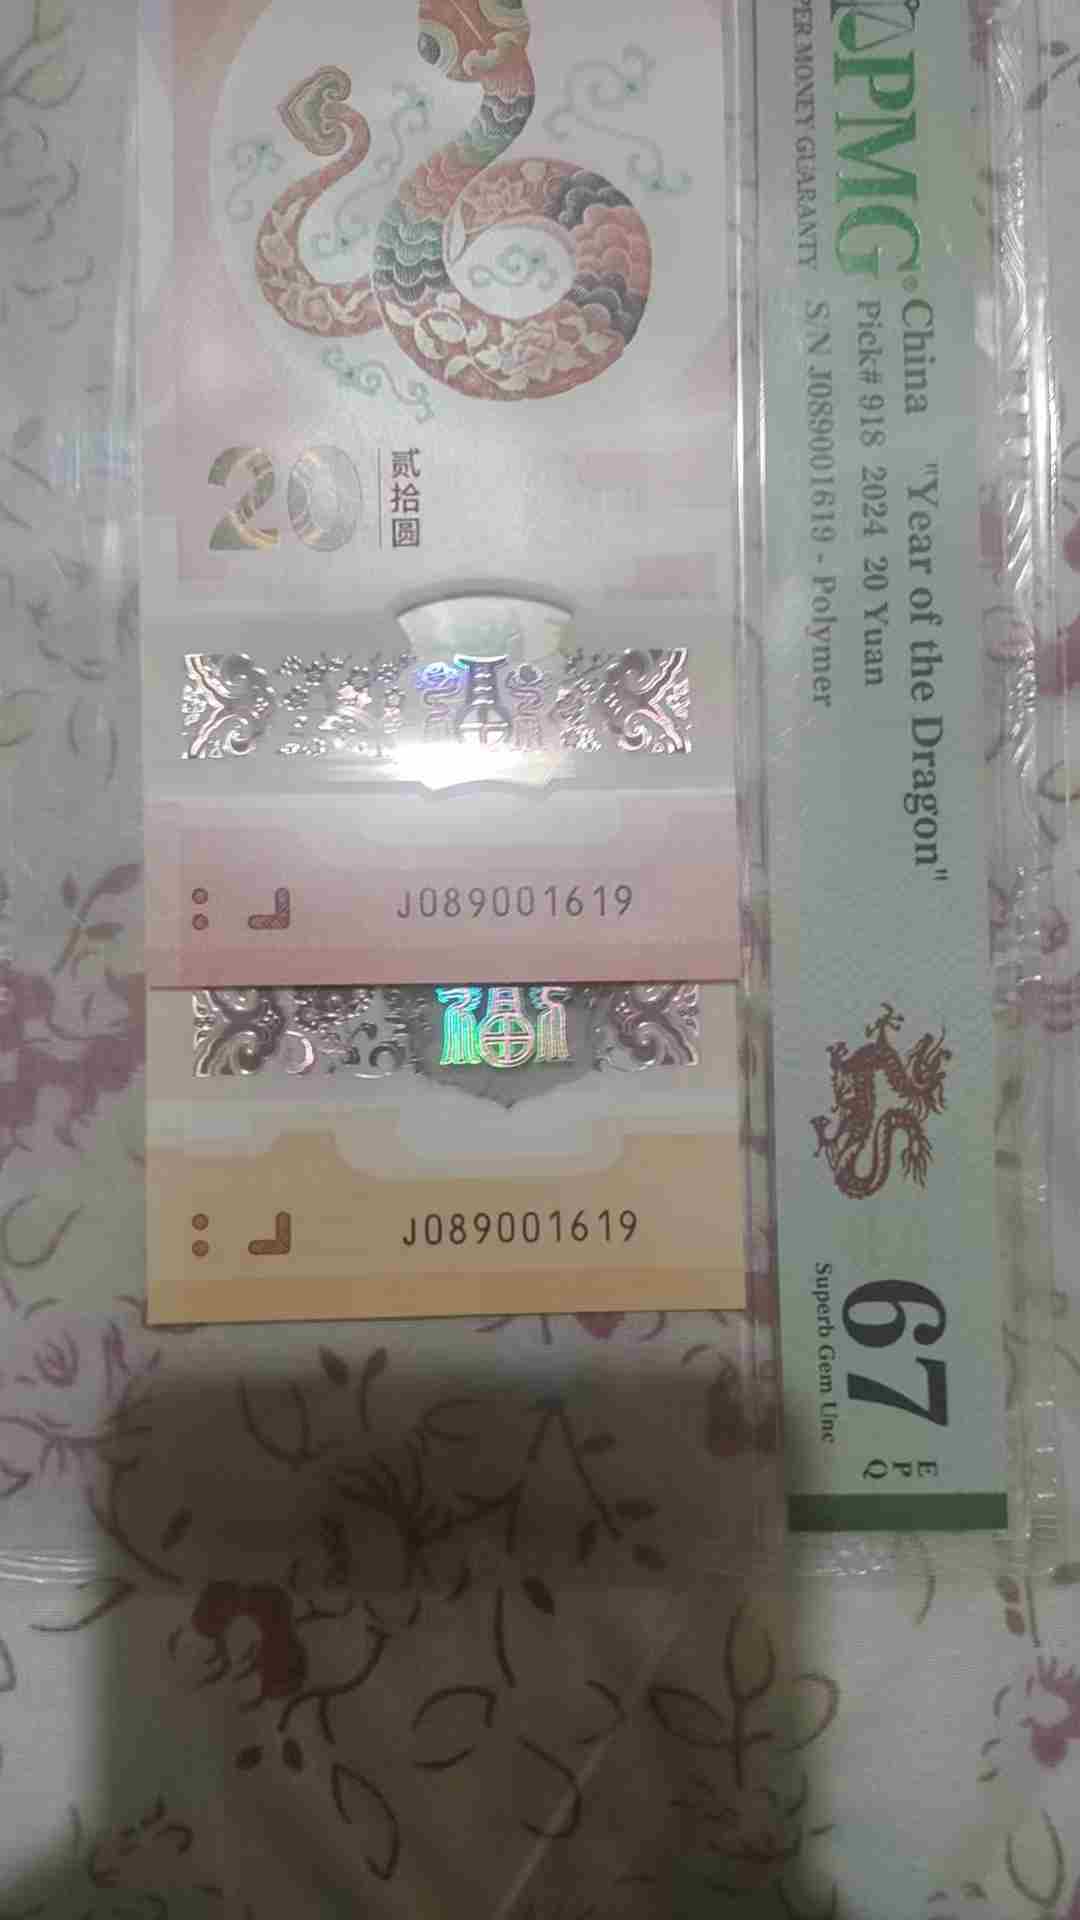 贰拾圆
20
J089001619
J089001619
PMG
PER MONEY GUARANTY
China "Year of the Dragon"
Pick# 918 2024 20 Yuan
S/N J089001619 - Polymer
67
EPQ
Superb Gem Unc